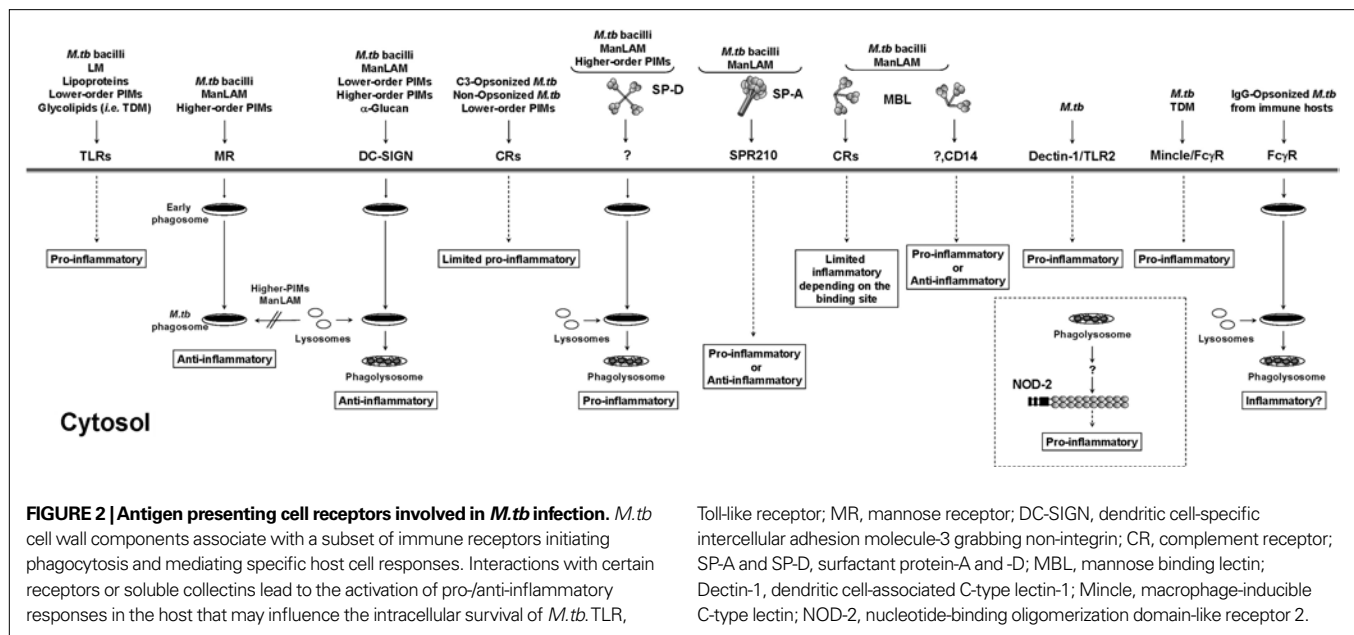 M.tb bacilli
LM
Lipoproteins
Lower-order PIMs
Glycolipids (i.e. TDM)
TLRs
Pro-inflammatory
M.tb bacilli
ManLAM
Higher-order PIMs
MR
Early
phagosome
Higher-PIMs
ManLAM
M.tb
phagosome
Anti-inflammatory
M.tb bacilli
ManLAM
Lower-order PIMs
Higher-order PIMs
α-Glucan
DC-SIGN
Lysosomes
Phagolysosome
Anti-inflammatory
C3-Opsonized M.tb
Non-Opsonized M.tb
Lower-order PIMs
CRs
Limited pro-inflammatory
M.tb bacilli
ManLAM
Higher-order PIMs
SP-D
?
Lysosomes
Phagolysosome
Pro-inflammatory
M.tb bacilli
ManLAM
SP-A
SPR210
Pro-inflammatory
or
Anti-inflammatory
M.tb bacilli
ManLAM
MBL
CRs
Limited
inflammatory
depending on the
binding site
?,CD14
Pro-inflammatory
or
Anti-inflammatory
M.tb
Dectin-1/TLR2
Pro-inflammatory
M.tb
TDM
Mincle/FcγR
Pro-inflammatory
IgG-Opsonized M.tb
from immune hosts
FcγR
Lysosomes
Phagolysosome
Inflammatory?
Phagolysosome
?
NOD-2
Pro-inflammatory
Cytosol
FIGURE 2 | Antigen presenting cell receptors involved in M.tb infection. M.tb
cell wall components associate with a subset of immune receptors initiating
phagocytosis and mediating specific host cell responses. Interactions with certain
receptors or soluble collectins lead to the activation of pro-/anti-inflammatory
responses in the host that may influence the intracellular survival of M.tb. TLR,
Toll-like receptor; MR, mannose receptor; DC-SIGN, dendritic cell-specific
intercellular adhesion molecule-3 grabbing non-integrin; CR, complement receptor;
SP-A and SP-D, surfactant protein-A and -D; MBL, mannose binding lectin;
Dectin-1, dendritic cell-associated C-type lectin-1; Mincle, macrophage-inducible
C-type lectin; NOD-2, nucleotide-binding oligomerization domain-like receptor 2.